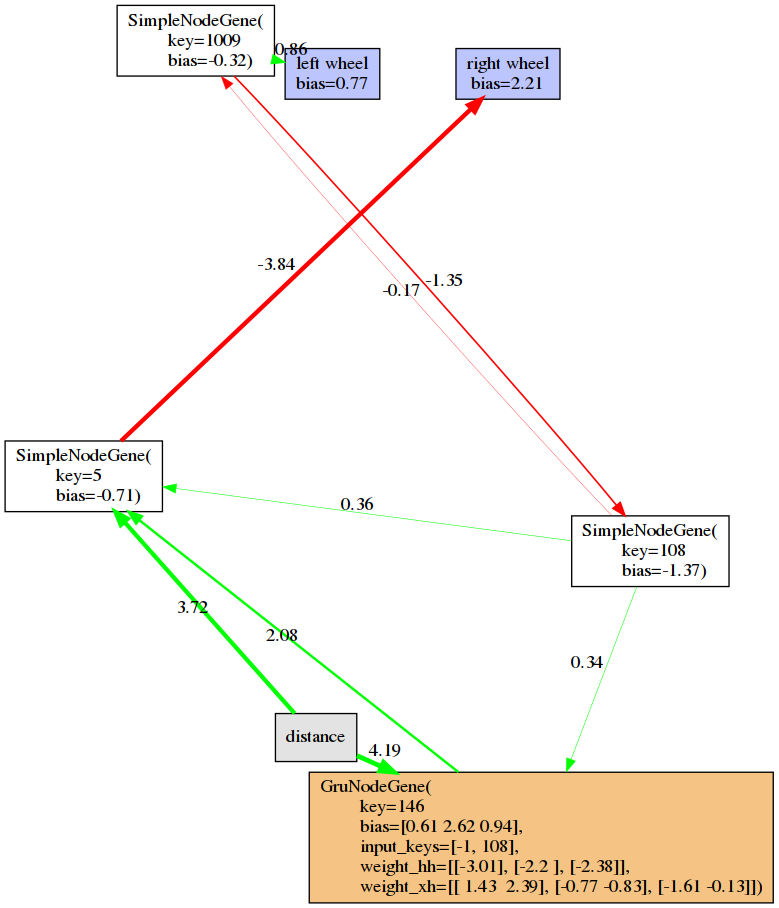 SimpleNodeGene(
key=1009
bias=-0.32)
0.86
left wheel
bias=0.77
right wheel
bias=2.21
-3.84
-1.35
-0.17
SimpleNodeGene(
key=5
bias=-0.71)
0.36
SimpleNodeGene(
key=108
bias=-1.37)
3.72
2.08
0.34
distance
4.19
GruNodeGene(
key=146
bias=[0.61 2.62 0.94],
input_keys=[-1, 108],
weight_hh=[[-3.01], [-2.2 ], [-2.38]],
weight_xh=[[ 1.43  2.39], [-0.77 -0.83], [-1.61 -0.13]])